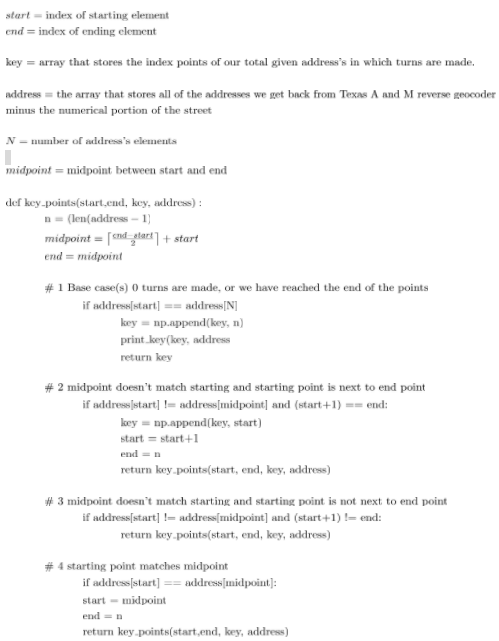 start = index of starting element
end = index of ending element
key = array that stores the index points of our total given address's in which turns are made.
address = the array that stores all of the addresses we get back from Texas A and M reverse geocoder
minus the numerical portion of the street
N = number of address's elements
midpoint = midpoint between start and end
def key_points(start,end, key, address) :
n = (len(address - 1)
midpoint = ⌈(end-start)/2⌉ + start
end = midpoint
# 1 Base case(s) 0 turns are made, or we have reached the end of the points
if address[start] == address[N]
key = np.append(key, n)
print_key(key, address
return key
# 2 midpoint doesn't match starting and starting point is next to end point
if address[start] != address[midpoint] and (start+1) == end:
key = np.append(key, start)
start = start+1
end = n
return key_points(start, end, key, address)
# 3 midpoint doesn't match starting and starting point is not next to end point
if address[start] != address[midpoint] and (start+1) != end:
return key_points(start, end, key, address)
# 4 starting point matches midpoint
if address[start] == address[midpoint]:
start = midpoint
end = n
return key_points(start,end, key, address)